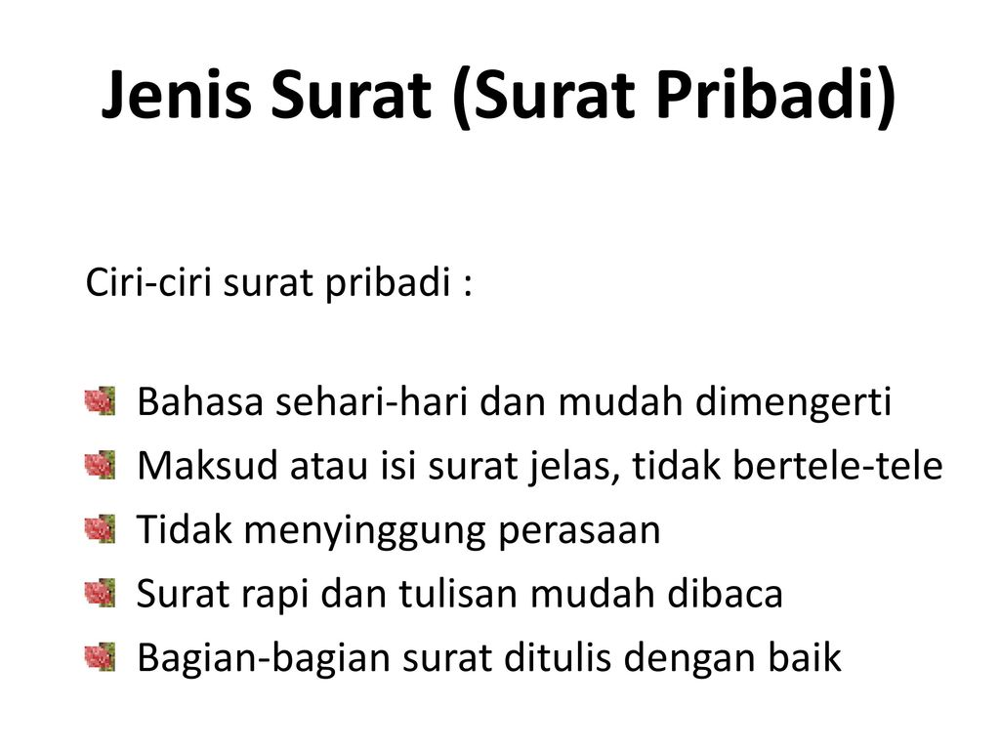 Jenis Surat (Surat Pribadi)
Ciri-ciri surat pribadi :
Bahasa sehari-hari dan mudah dimengerti
Maksud atau isi surat jelas, tidak bertele-tele
Tidak menyinggung perasaan
Surat rapi dan tulisan mudah dibaca
Bagian-bagian surat ditulis dengan baik